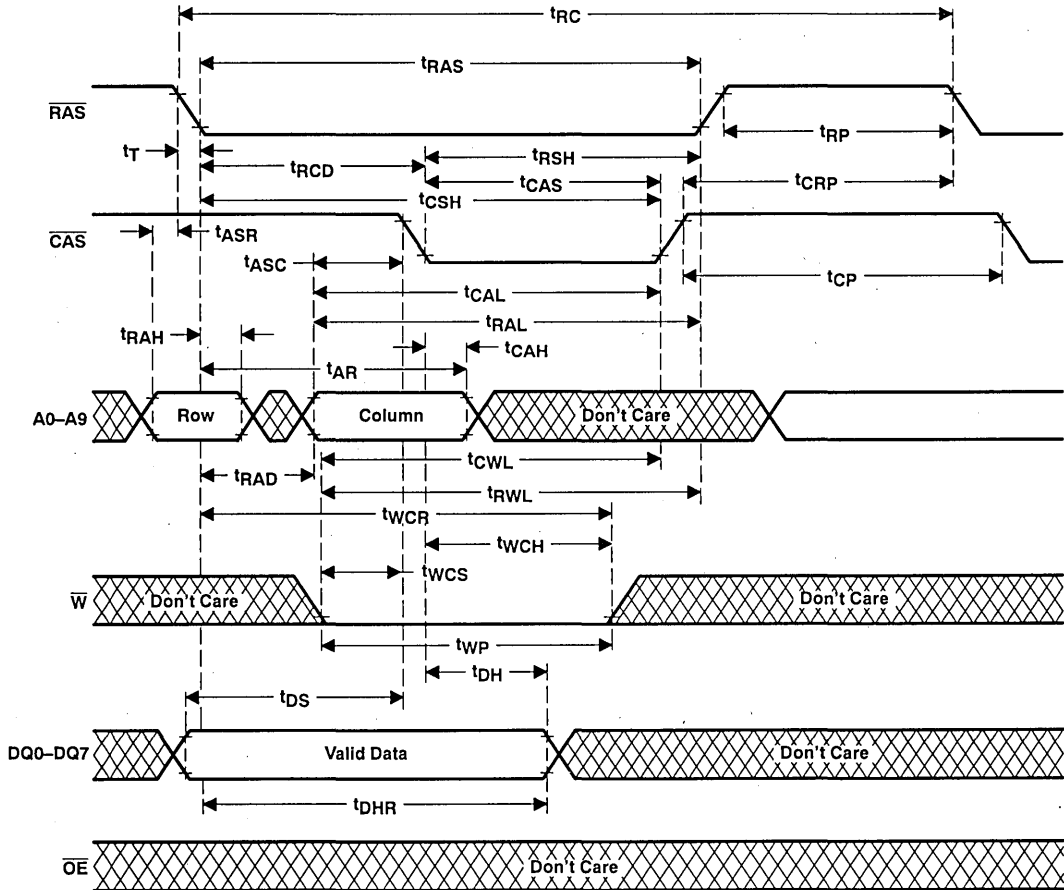 tRC
tRAS
RAS
tRP
tT
tRCD
tRSH
tCAS
tCRP
tCSH
CAS
tASR
tASC
tCP
tCAL
tRAH
tRAL
tCAH
tAR
A0–A9
Row
Column
Don't Care
tCWL
tRAD
tRWL
tWCR
tWCH
tWCS
W
Don't Care
Don't Care
tWP
tDH
tDS
DQ0–DQ7
Valid Data
Don't Care
tDHR
OE
Don't Care